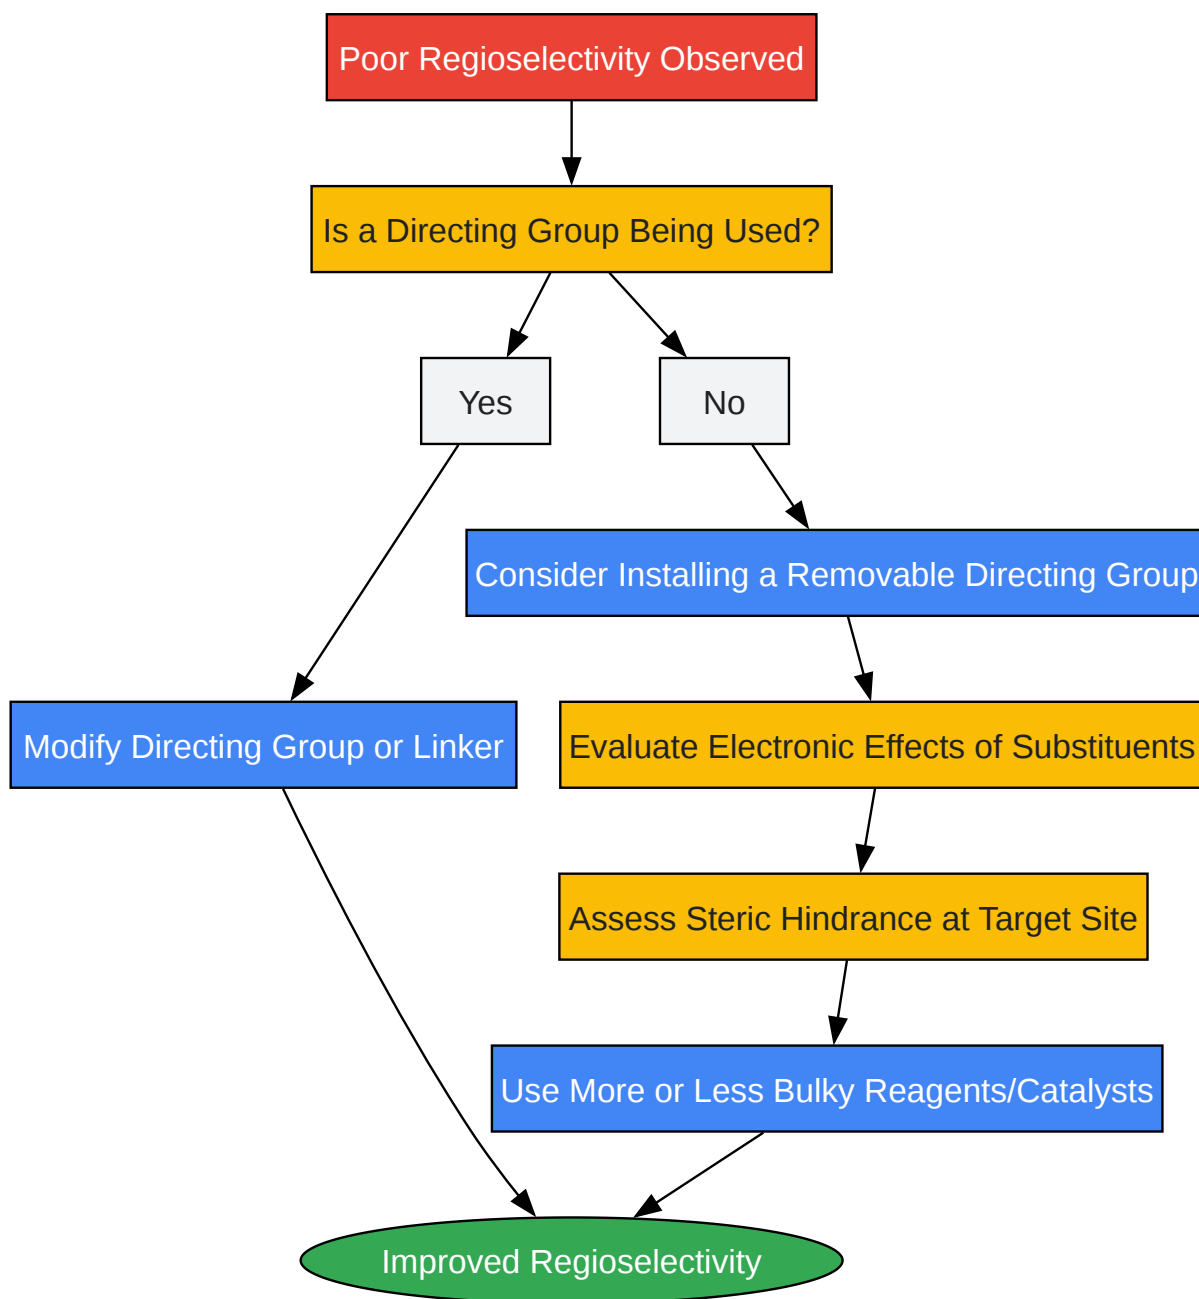 Poor Regioselectivity Observed
Is a Directing Group Being Used?
Yes
No
Consider Installing a Removable Directing Group
Modify Directing Group or Linker
Evaluate Electronic Effects of Substituents
Assess Steric Hindrance at Target Site
Use More or Less Bulky Reagents/Catalysts
Improved Regioselectivity